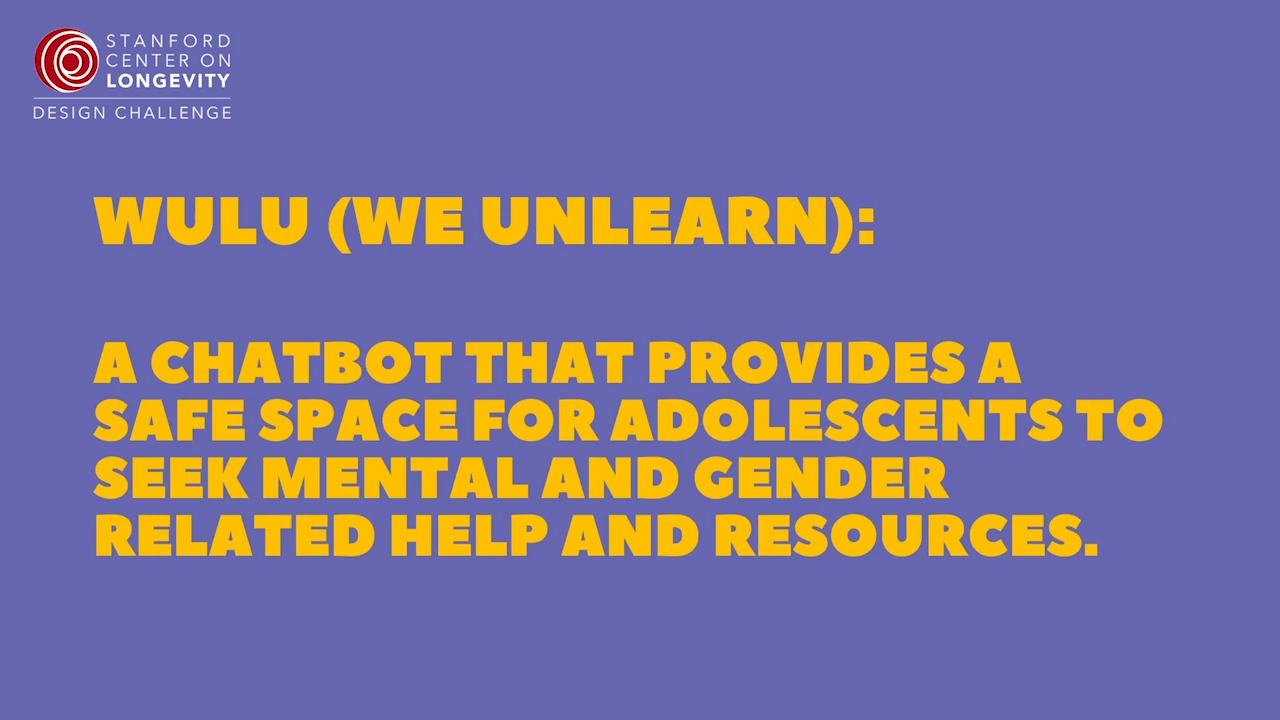 STANFORD
CENTER ON
LONGEVITY
DESIGN CHALLENGE
WULU (WE UNLEARN):
A CHATBOT THAT PROVIDES A
SAFE SPACE FOR ADOLESCENTS TO
SEEK MENTAL AND GENDER
RELATED HELP AND RESOURCES.